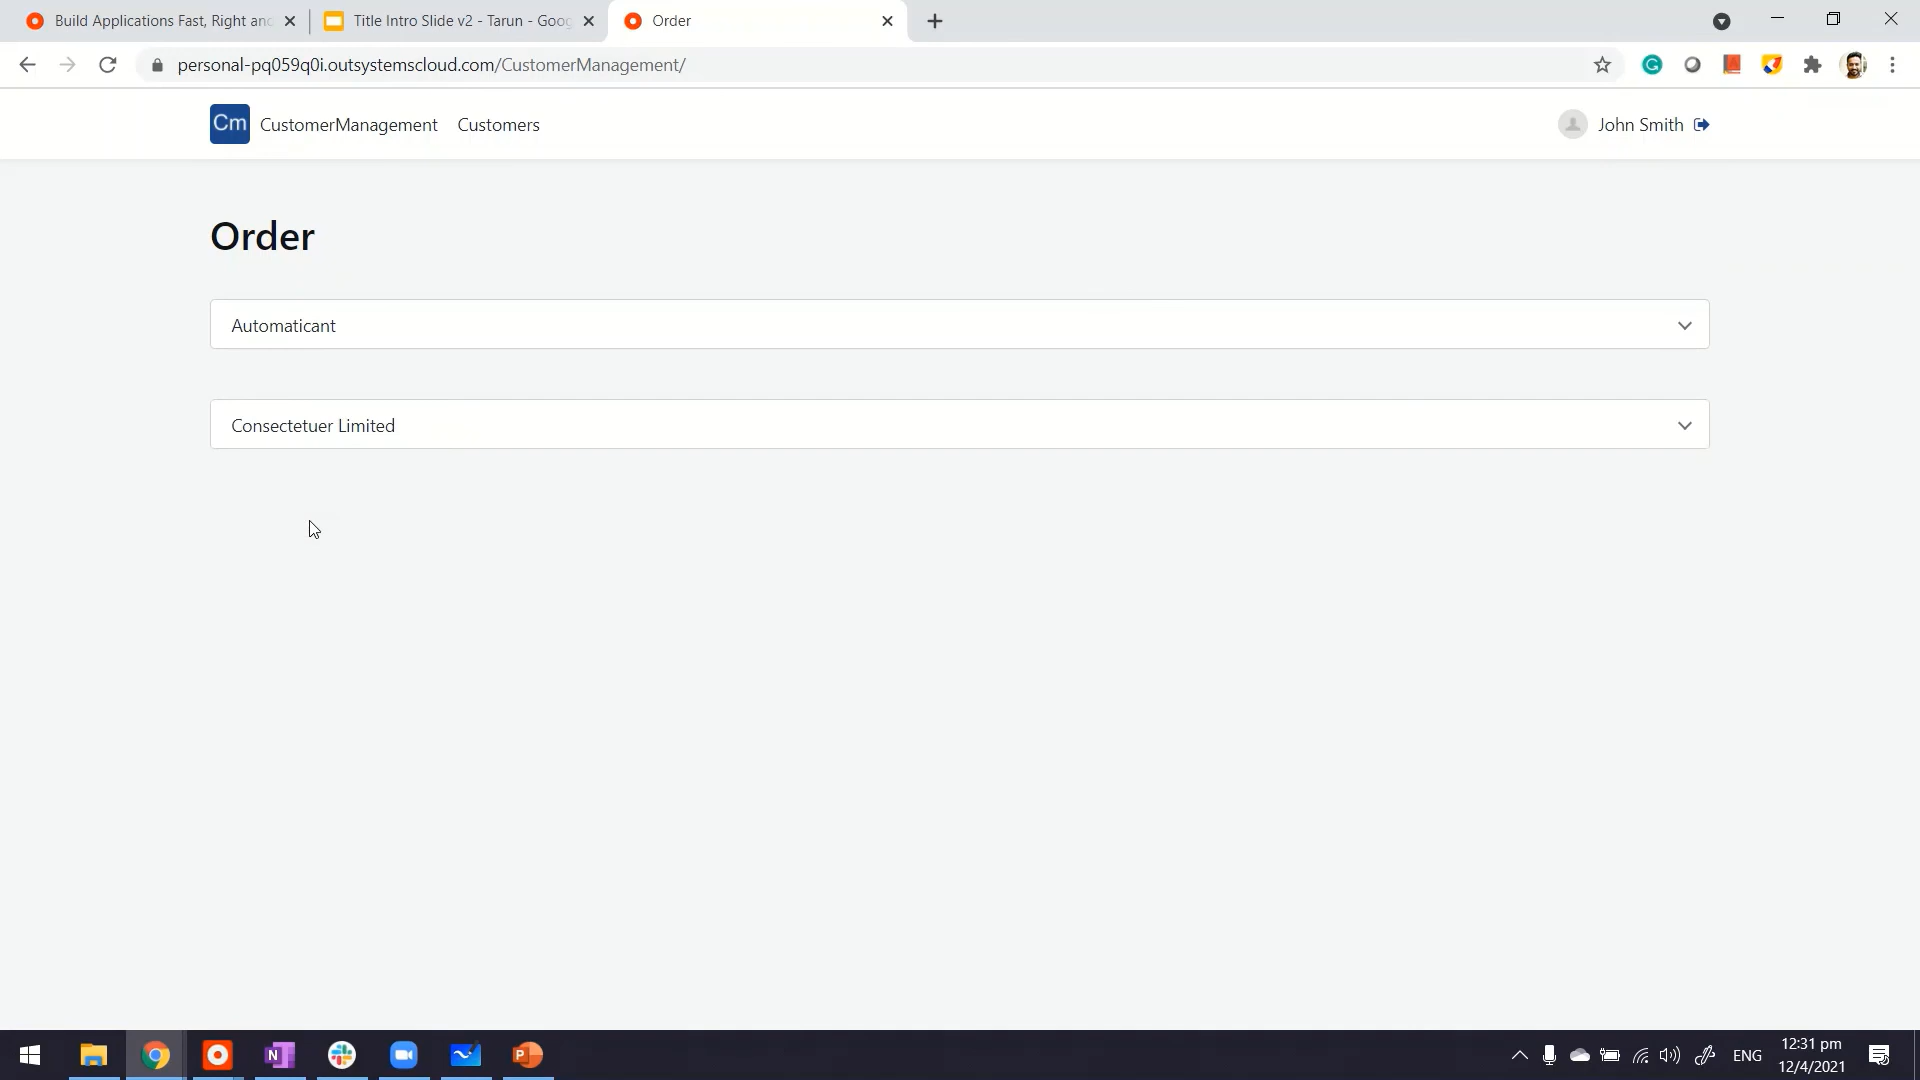 Build Applications Fast, Right and
Title Intro Slide v2 - Tarun - Goog
Order
personal-pq059q0i.outsystemscloud.com/CustomerManagement/
Cm CustomerManagement Customers
John Smith
Order
Automaticant
Consectetuer Limited
ENG
12:31 pm
12/4/2021